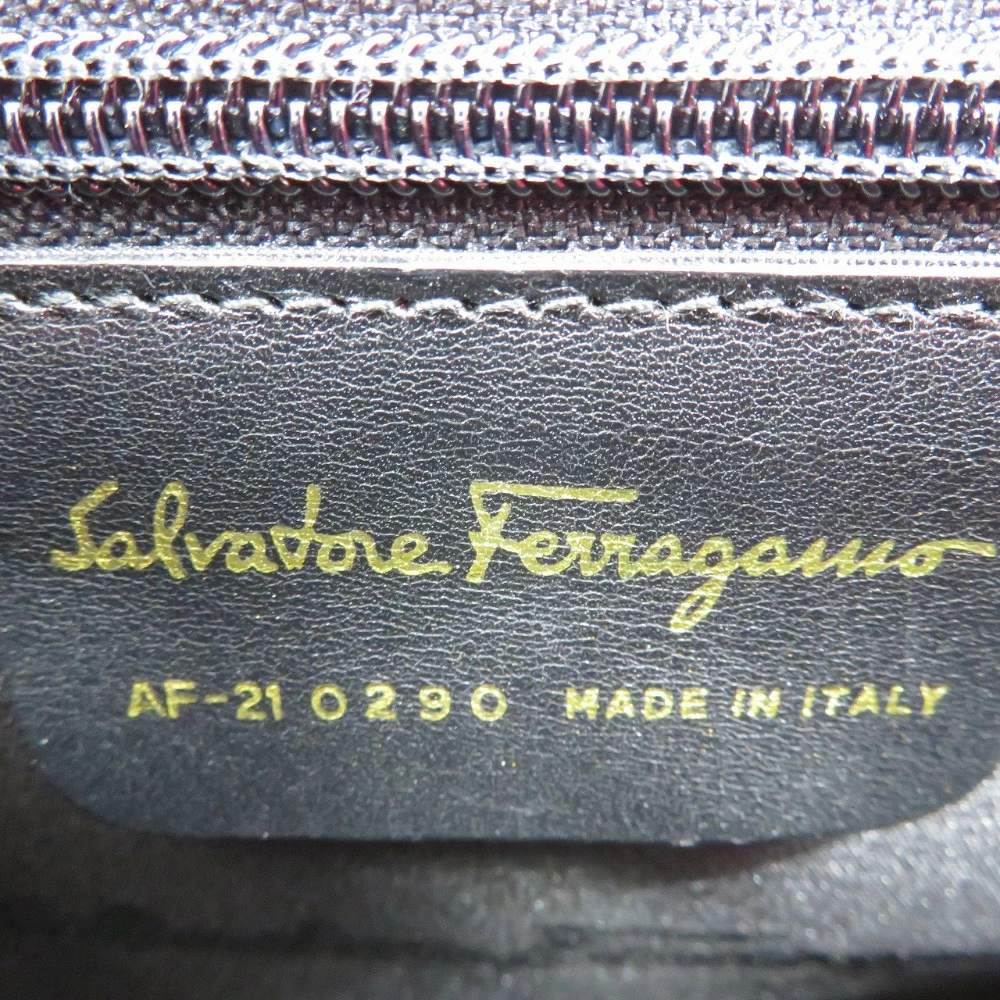 Salvatore Ferragamo
AF-21 0290 MADE IN ITALY